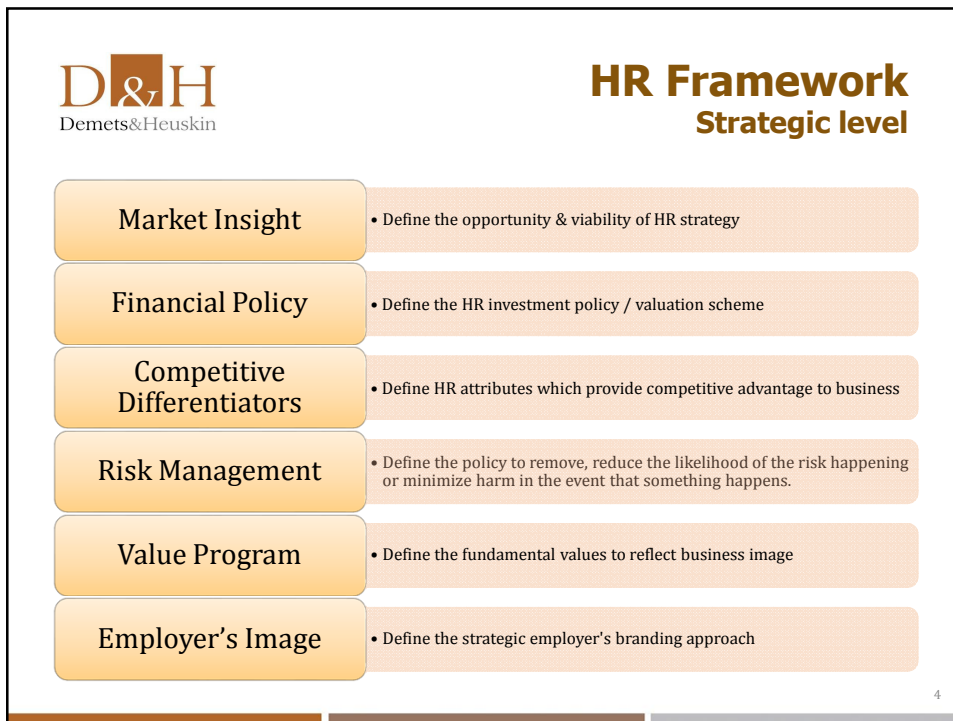 D&H
Demets&Heuskin
HR Framework
Strategic level
Market Insight
• Define the opportunity & viability of HR strategy
Financial Policy
• Define the HR investment policy / valuation scheme
Competitive
Differentiators
• Define HR attributes which provide competitive advantage to business
Risk Management
• Define the policy to remove, reduce the likelihood of the risk happening
or minimize harm in the event that something happens.
Value Program
• Define the fundamental values to reflect business image
Employer’s Image
• Define the strategic employer's branding approach
4